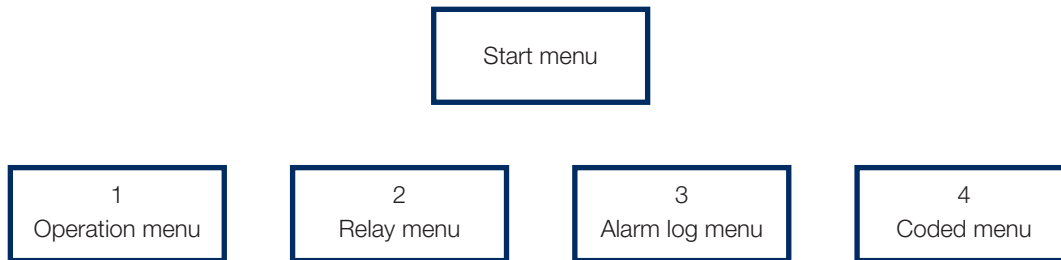 Start menu
1
Operation menu
2
Relay menu
3
Alarm log menu
4
Coded menu